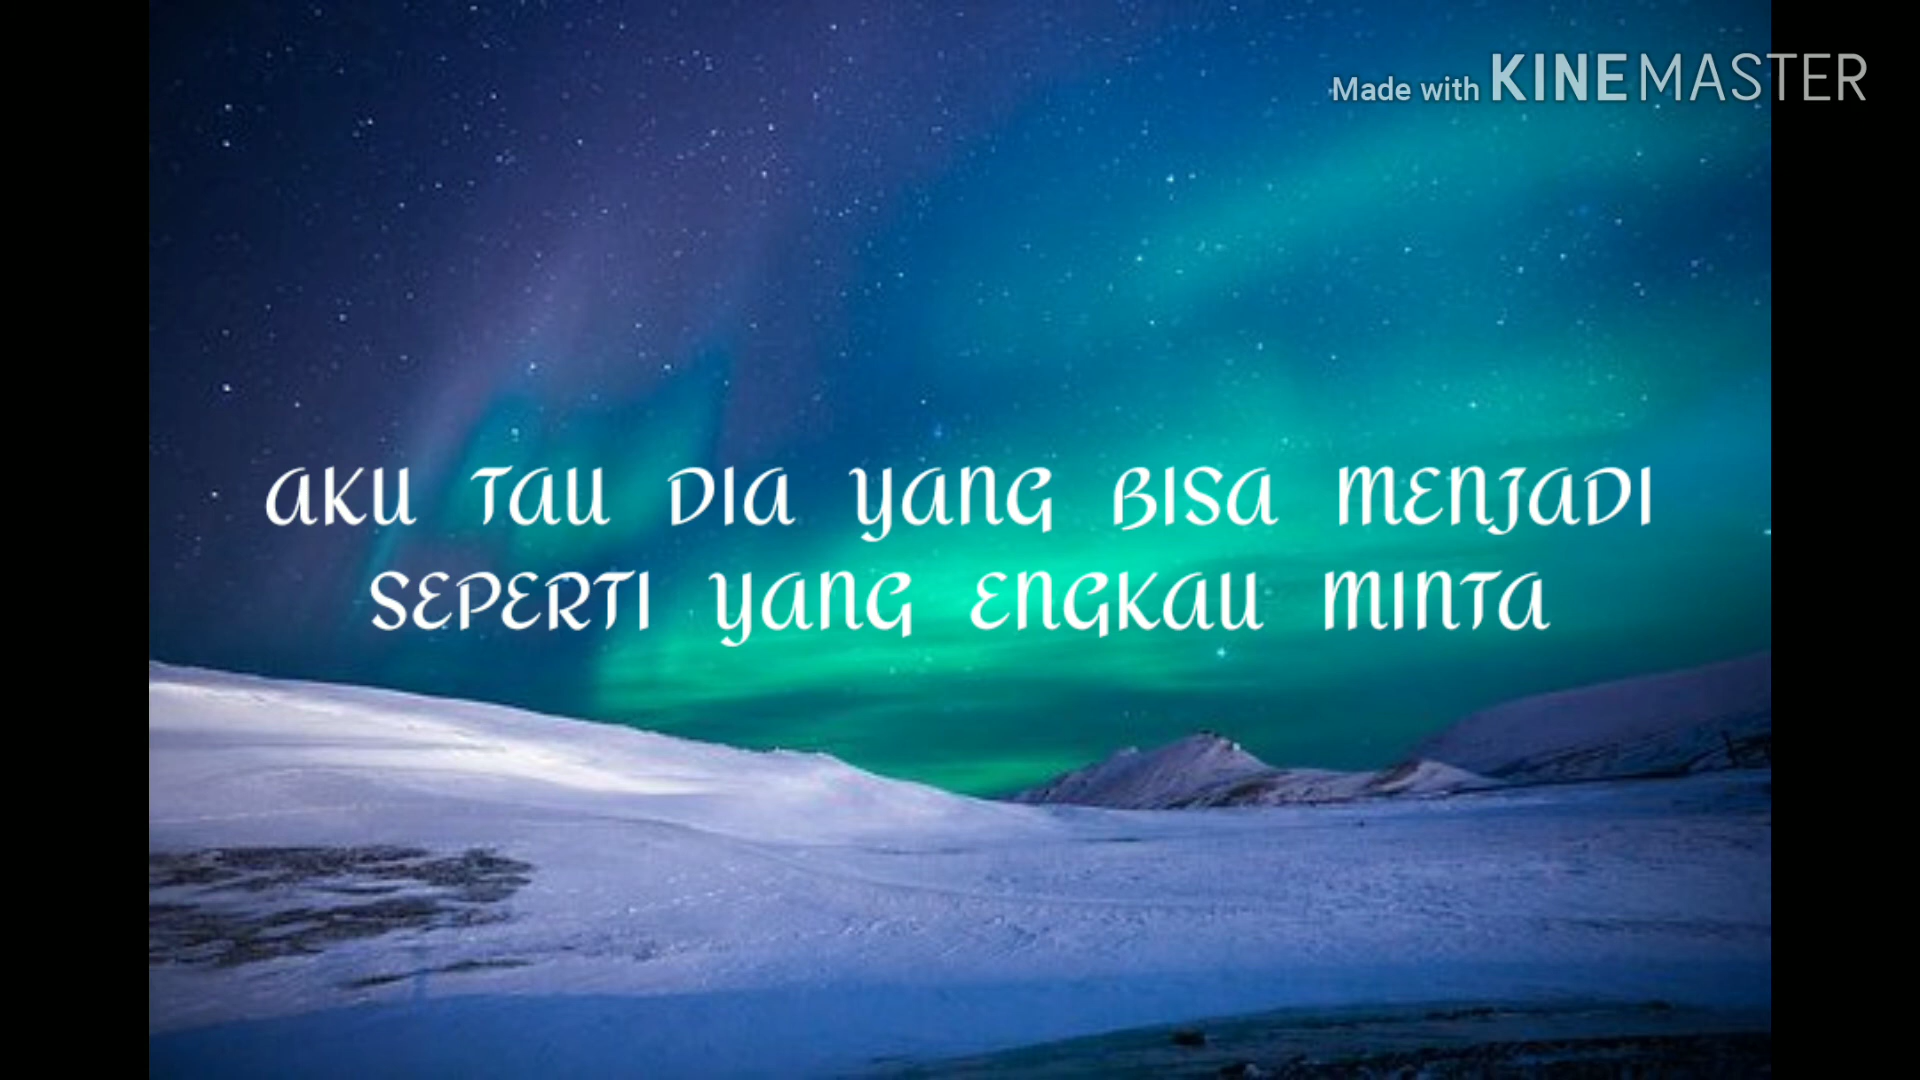 Made with KINEMASTER
AKU TAU DIA YANG BISA MENJADI
SEPERTI YANG ENGKAU MINTA